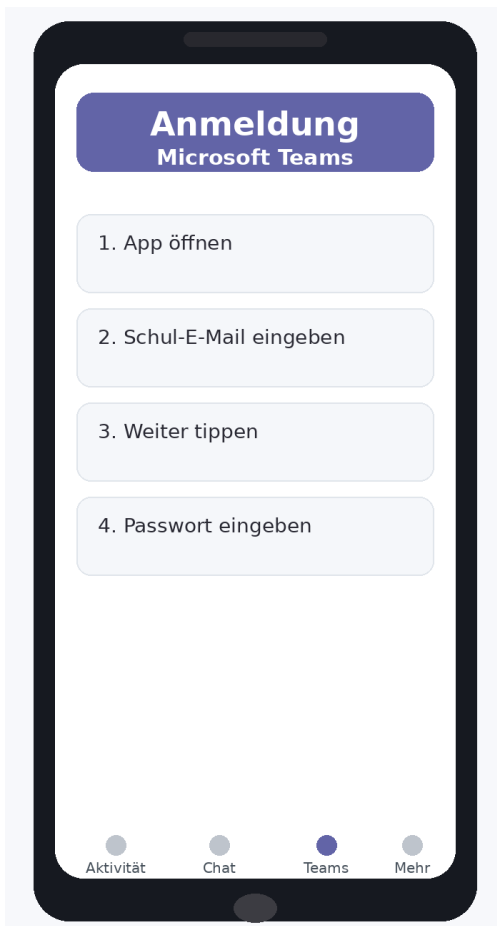 Anmeldung
Microsoft Teams
1. App öffnen
2. Schul-E-Mail eingeben
3. Weiter tippen
4. Passwort eingeben
Aktivität Chat Teams Mehr